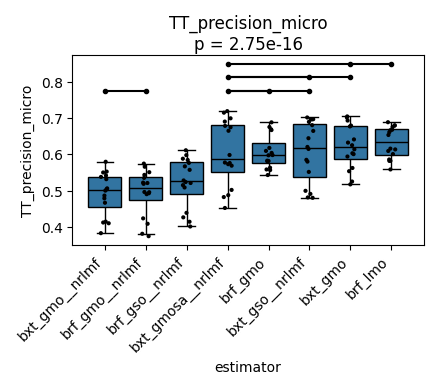 TT_precision_micro
p = 2.75e-16
TT_precision_micro
0.8
0.7
0.6
0.5
0.4
bxt_gmo__nrlmf
brf_gmo__nrlmf
brf_gso__nrlmf
bxt_gmosa__nrlmf
brf_gmo
bxt_gso__nrlmf
bxt_gmo
brf_lmo
estimator